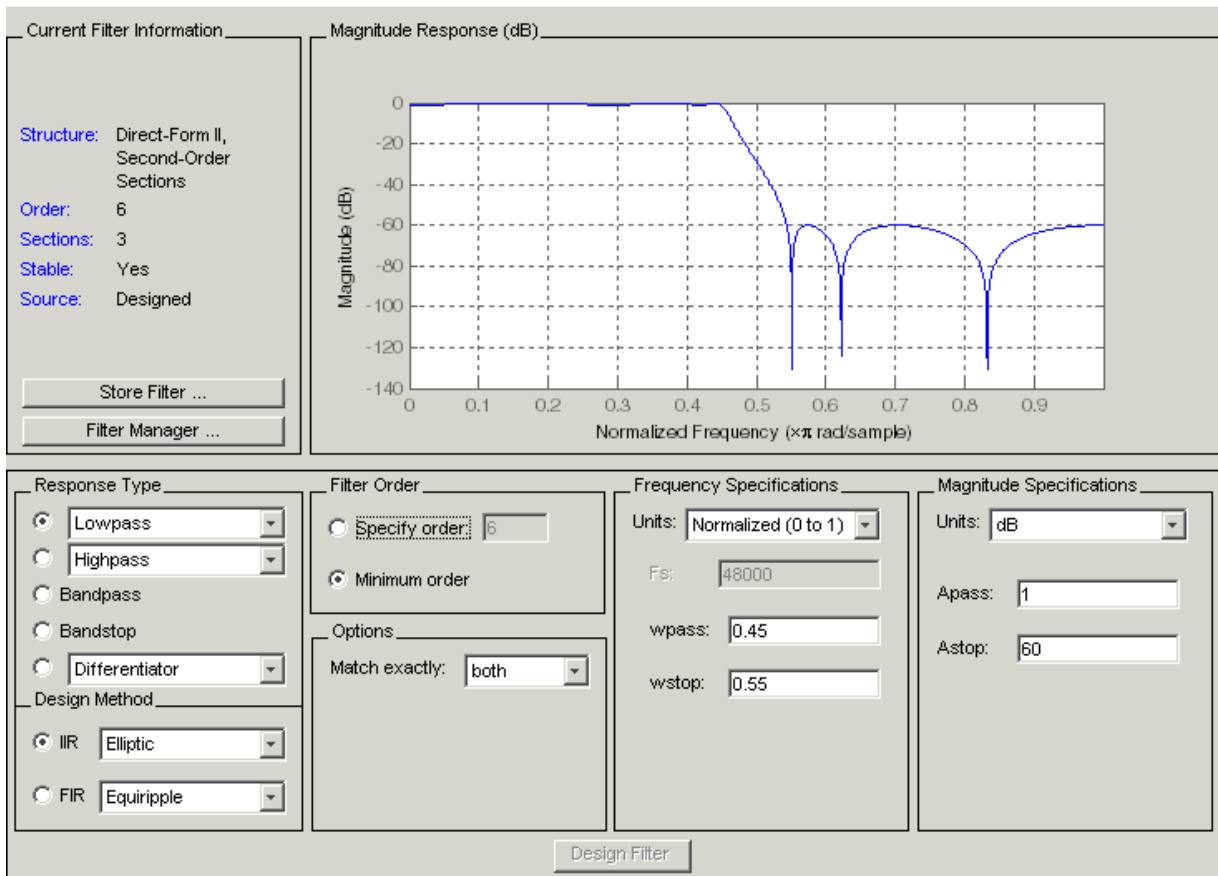 Current Filter Information
Structure: Direct-Form II,
Second-Order
Sections
Order: 6
Sections: 3
Stable: Yes
Source: Designed
Store Filter ...
Filter Manager ...
Magnitude Response (dB)
0
-20
-40
-60
-80
-100
-120
-140
Magnitude (dB)
0 0.1 0.2 0.3 0.4 0.5 0.6 0.7 0.8 0.9
Normalized Frequency (×π rad/sample)
Response Type
Lowpass
Highpass
Bandpass
Bandstop
Differentiator
Design Method
IIR Elliptic
FIR Equiripple
Filter Order
Specify order: 6
Minimum order
Options
Match exactly: both
Frequency Specifications
Units: Normalized (0 to 1)
Fs: 48000
wpass: 0.45
wstop: 0.55
Magnitude Specifications
Units: dB
Apass: 1
Astop: 60
Design Filter